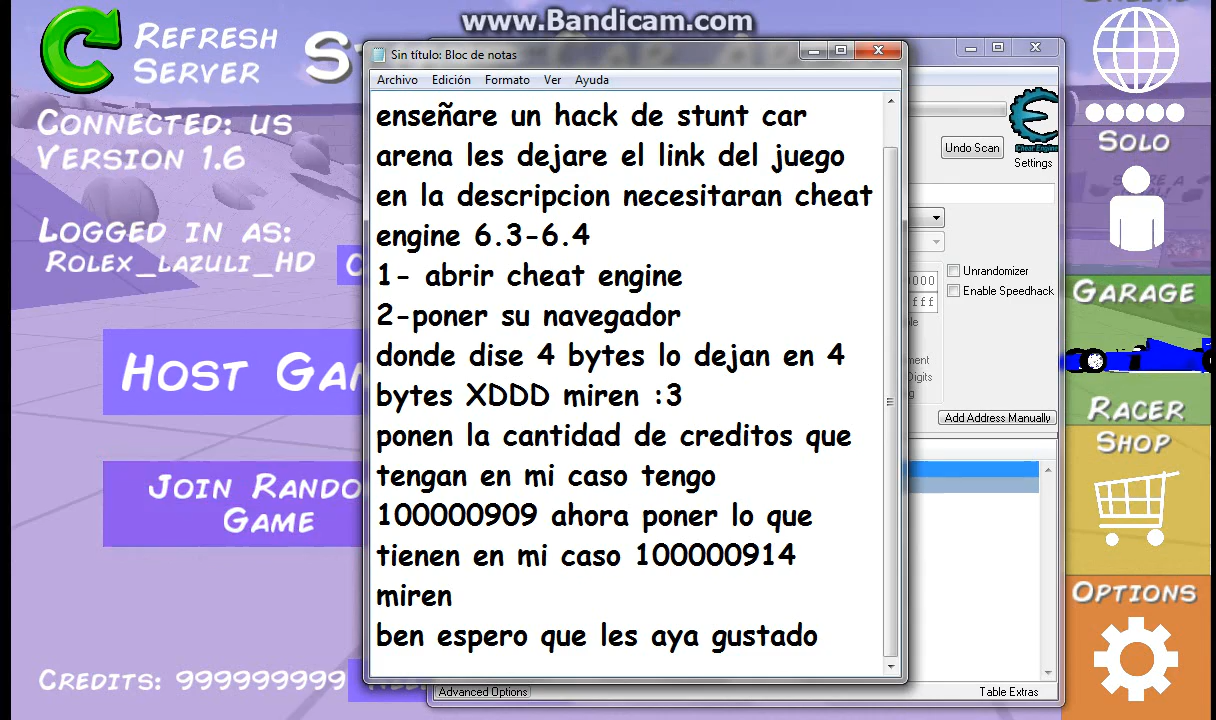 www.Bandicam.com
Refresh
Server
Connected: us
Version 1.6
Logged in as:
Rolex_lazuli_HD
Host Gam
Join Rando
Game
Credits: 999999999
Sin título: Bloc de notas
Archivo Edición Formato Ver Ayuda
enseñare un hack de stunt car
arena les dejare el link del juego
en la descripcion necesitaran cheat
engine 6.3-6.4
1- abrir cheat engine
2-poner su navegador
donde dise 4 bytes lo dejan en 4
bytes XDDD miren :3
ponen la cantidad de creditos que
tengan en mi caso tengo
100000909 ahora poner lo que
tienen en mi caso 100000914
miren
ben espero que les aya gustado
Undo Scan
Cheat Engine
Settings
Unrandomizer
Enable Speedhack
Digits
Add Address Manually
Advanced Options
Table Extras
Solo
Garage
Racer
Shop
Options